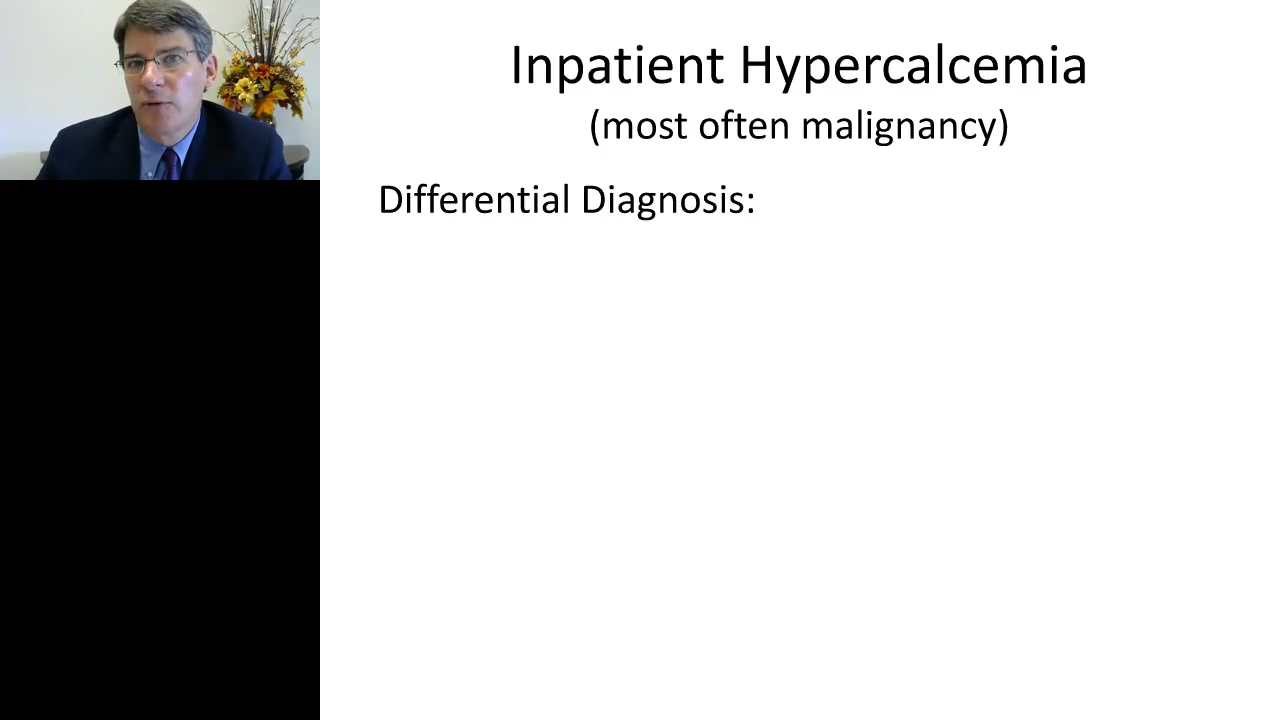 Inpatient Hypercalcemia
(most often malignancy)
Differential Diagnosis: